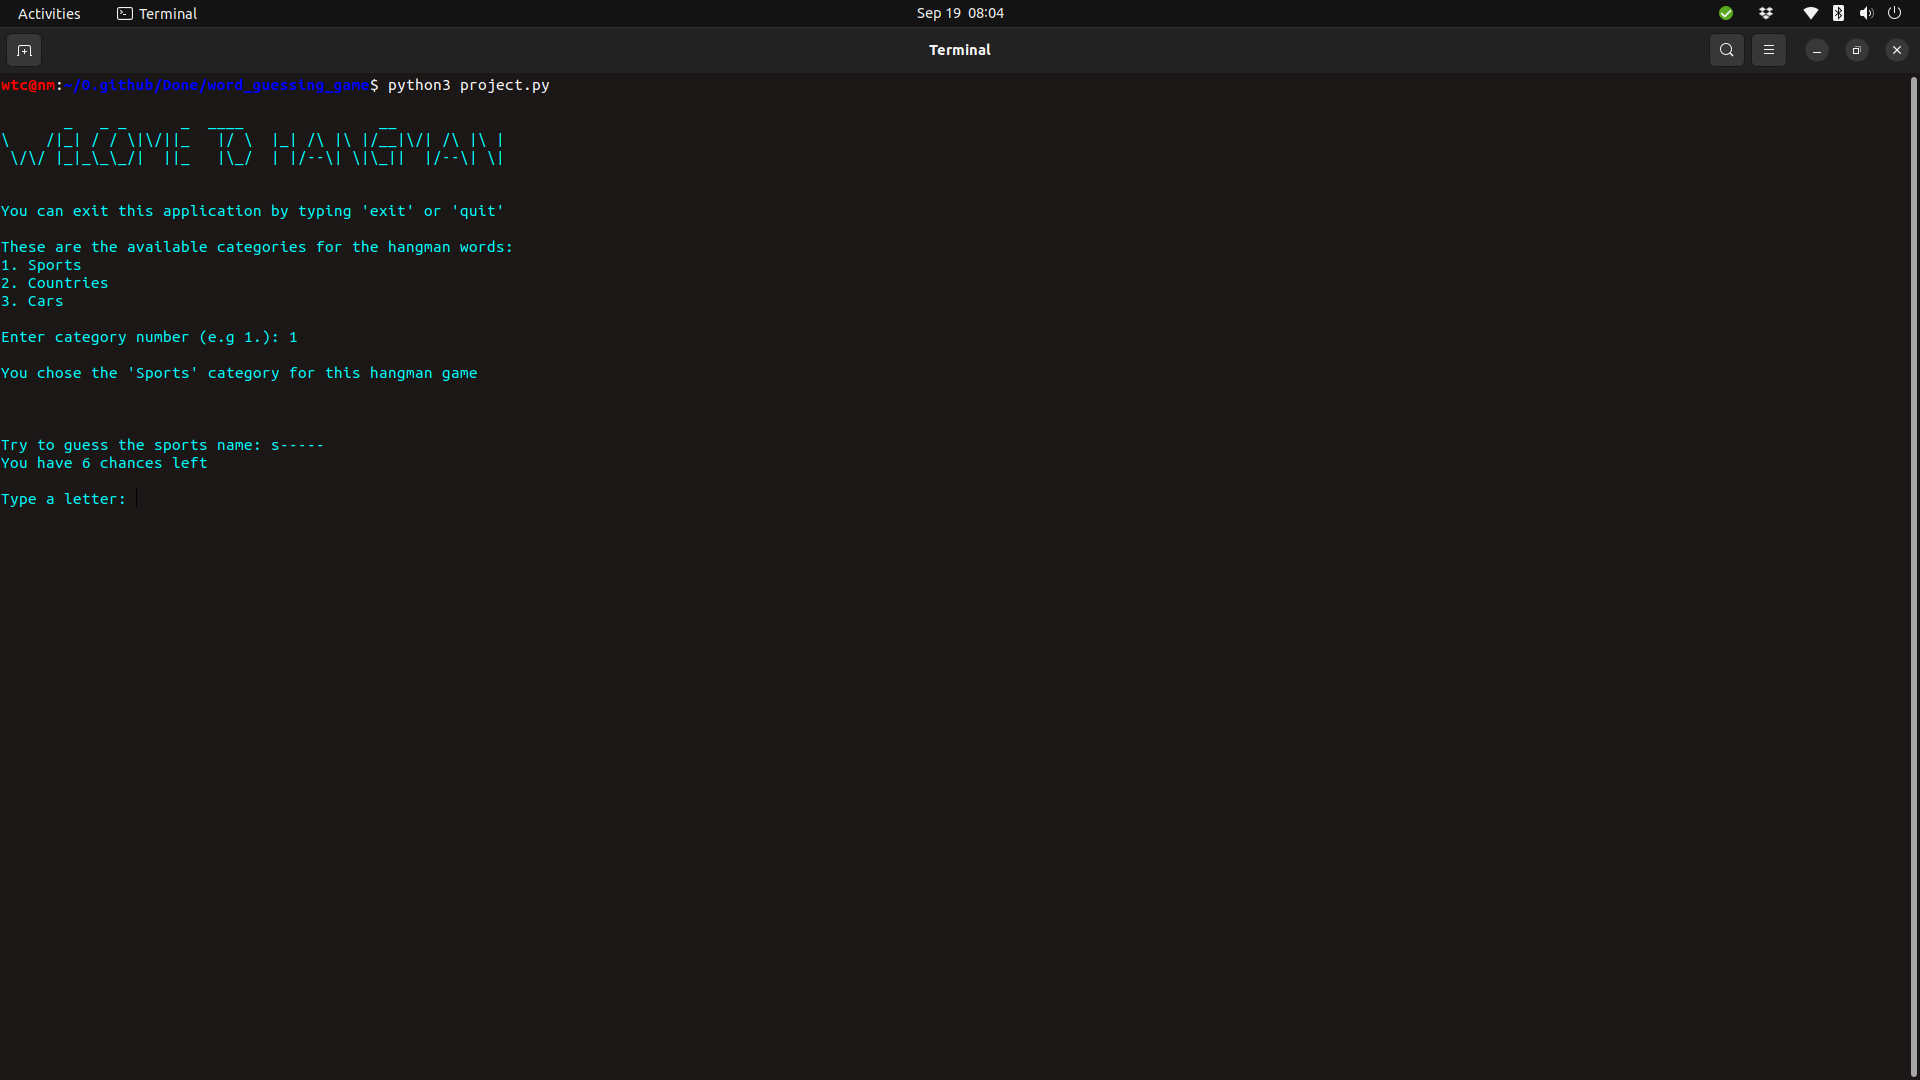 Activities Terminal Sep 19 08:04
Terminal
wtc@nm:~/0.github/Done/word_guessing_game$ python3 project.py
WELCOME TO HANGMAN
You can exit this application by typing 'exit' or 'quit'
These are the available categories for the hangman words:
1. Sports
2. Countries
3. Cars
Enter category number (e.g 1.): 1
You chose the 'Sports' category for this hangman game
Try to guess the sports name: s-----
You have 6 chances left
Type a letter: